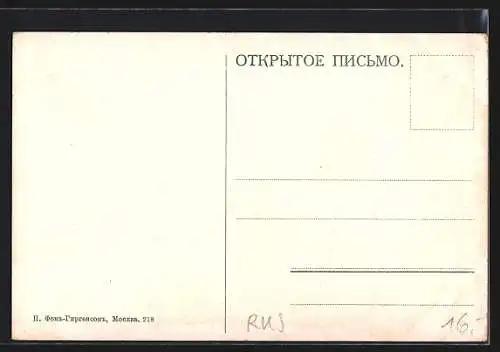 ОТКРЫТОЕ ПИСЬМО.
П. Фонъ-Гиргенсонъ, Москва. 218
RUS
16.-